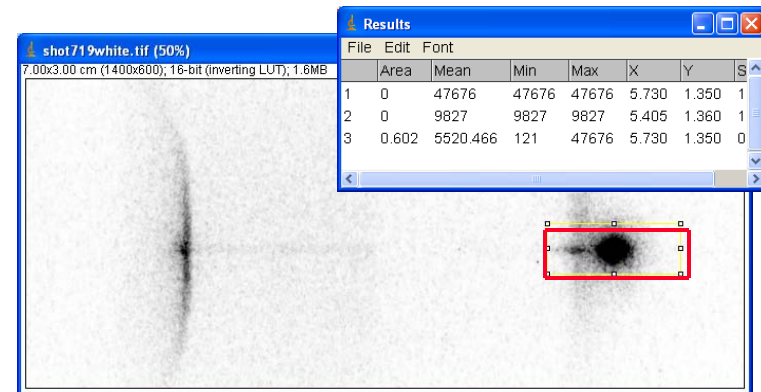 Results
File Edit Font
Area Mean Min Max X Y S
1 0 47676 47676 47676 5.730 1.350 1
2 0 9827 9827 9827 5.405 1.360 1
3 0.602 5520.466 121 47676 5.730 1.350 0
shot719white.tif (50%)
7.00x3.00 cm (1400x600); 16-bit (inverting LUT); 1.6MB